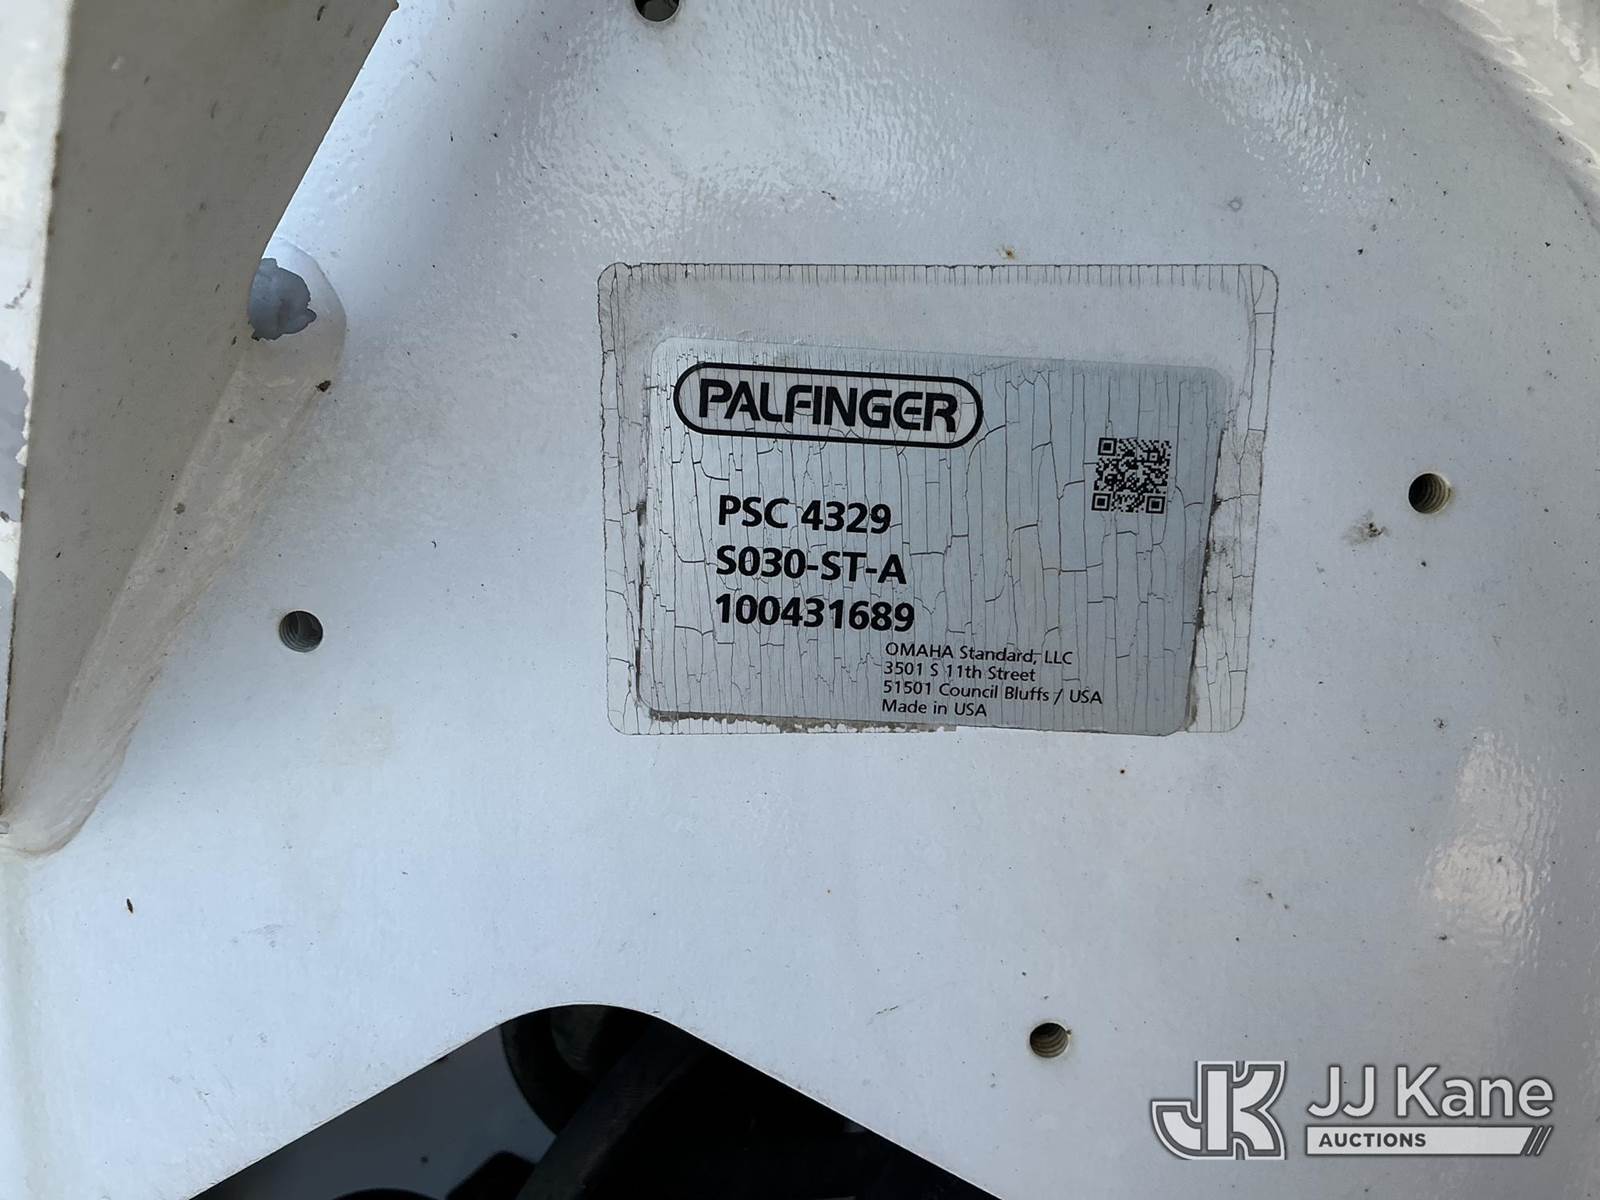 PALFINGER
PSC 4329
S030-ST-A
100431689
OMAHA Standard, LLC
3501 S 11th Street
51501 Council Bluffs / USA
Made in USA
JK JJ Kane
AUCTIONS